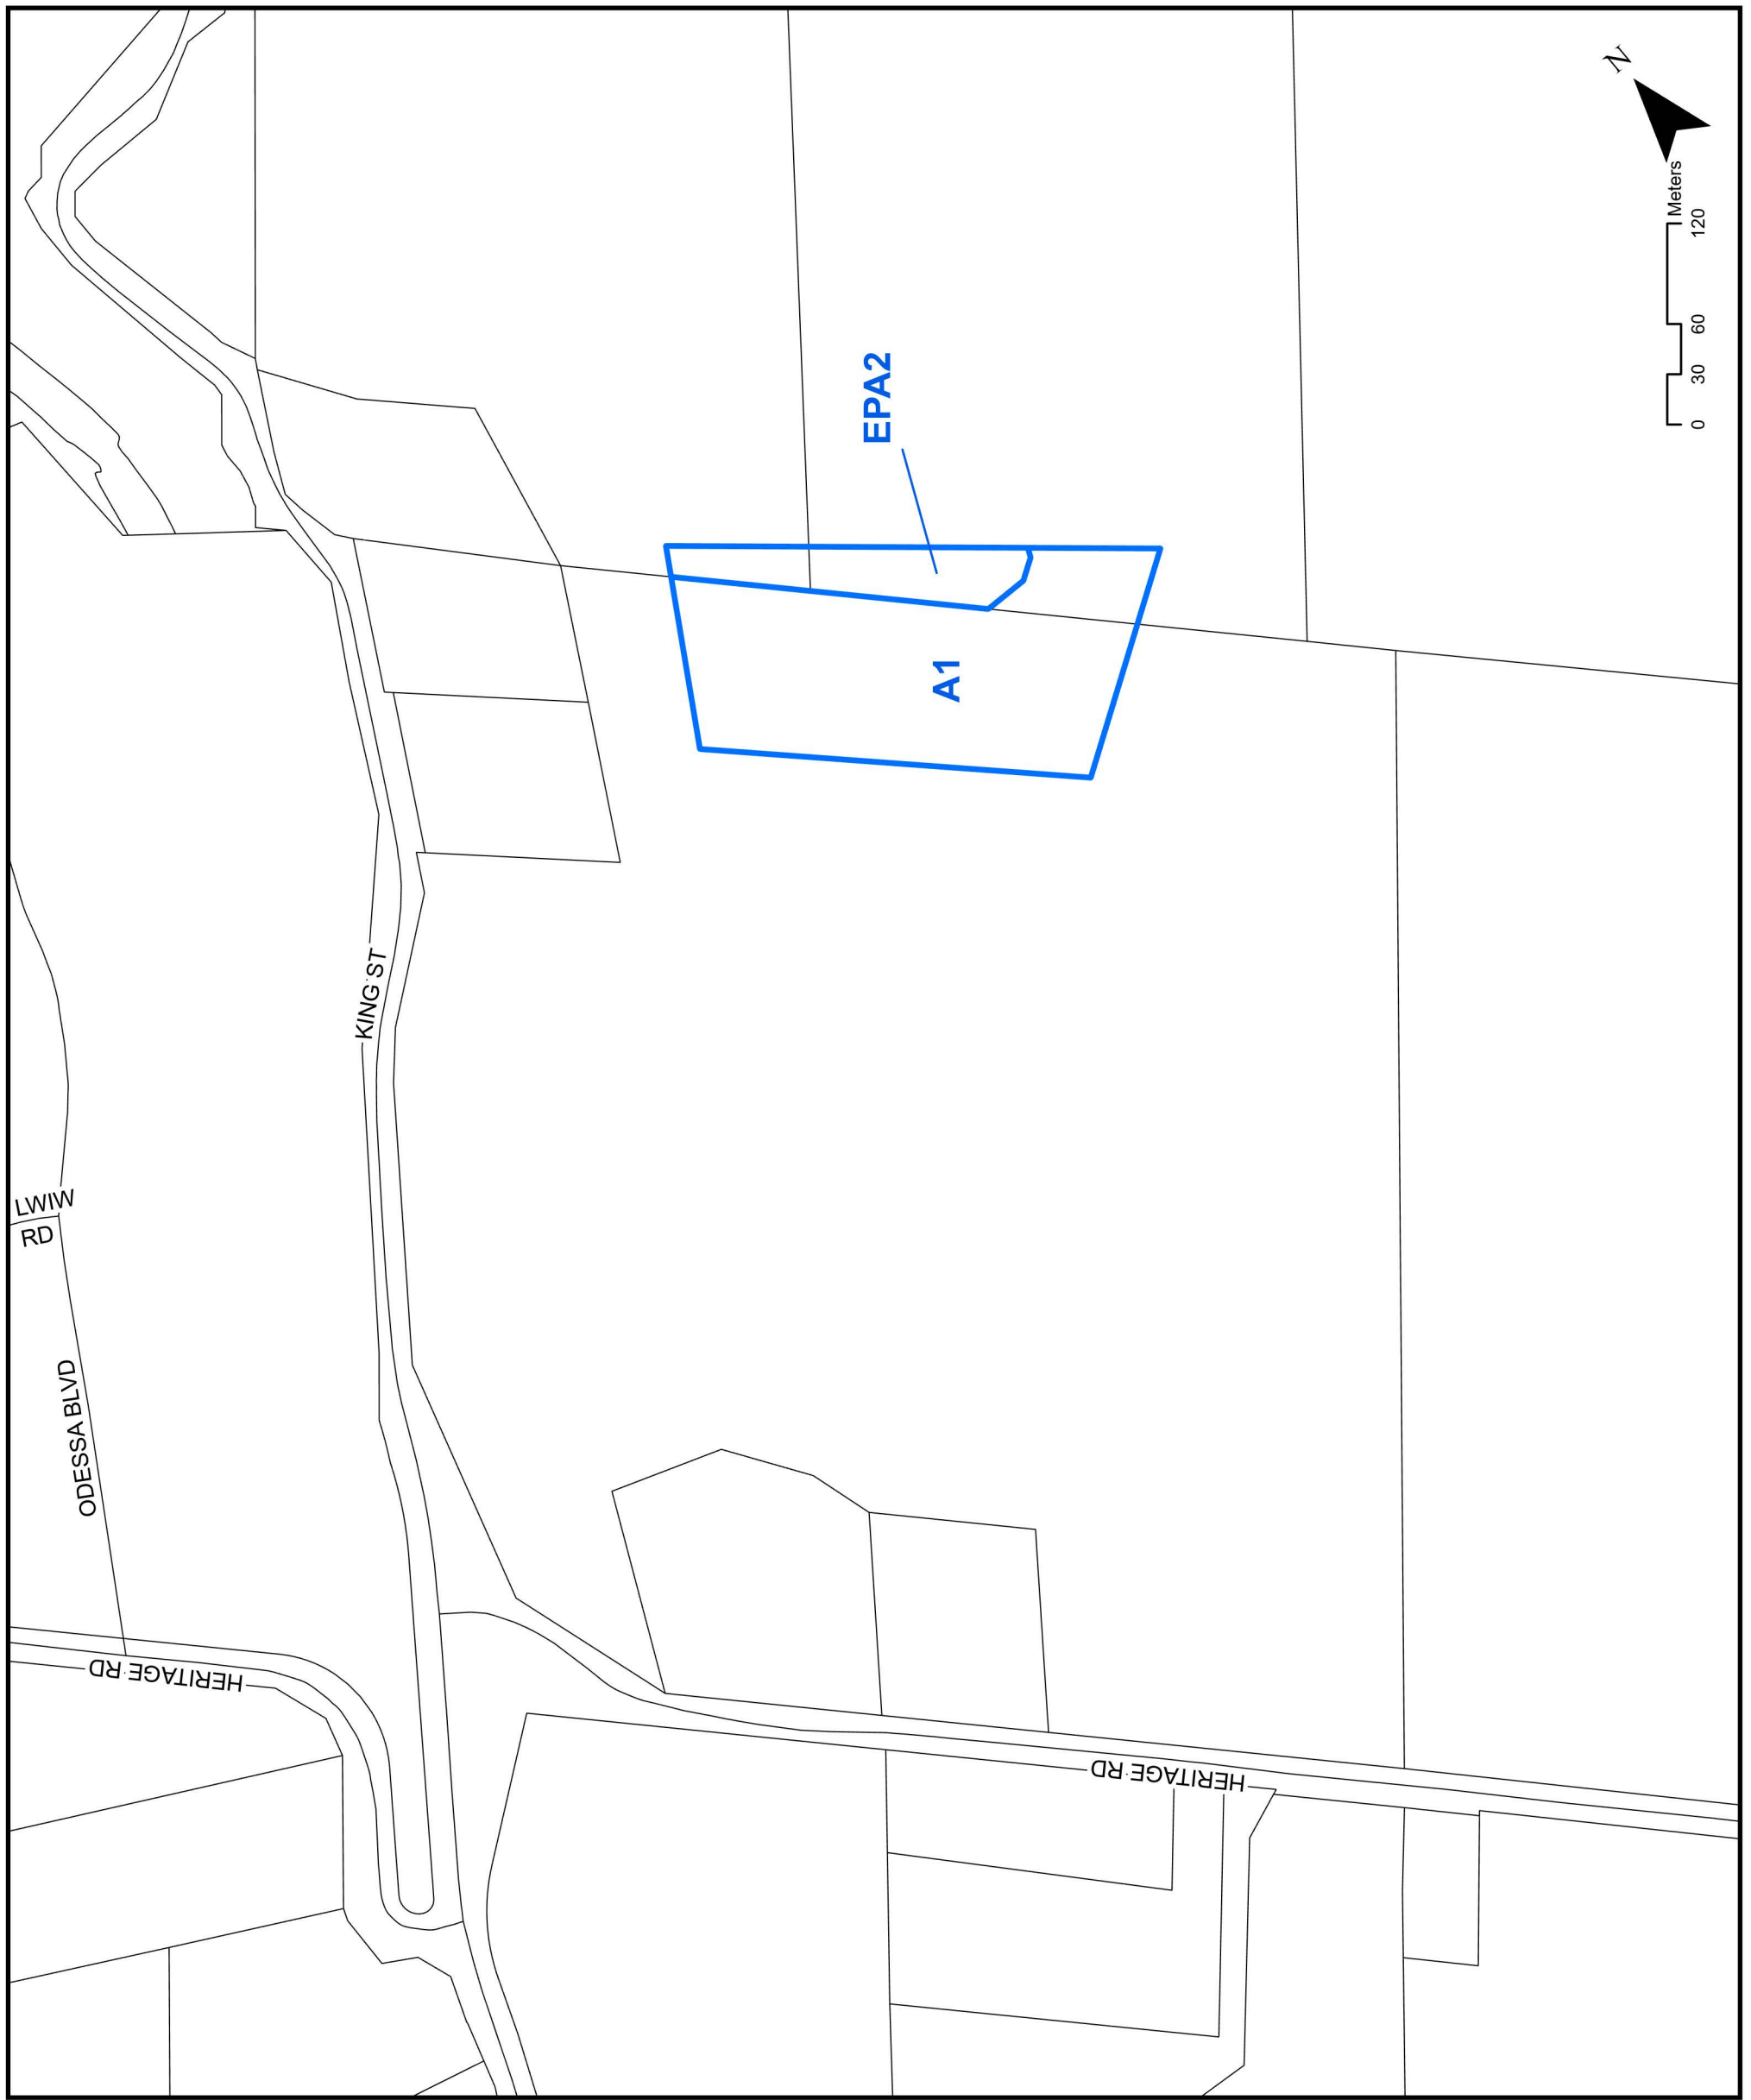 N
Meters
0 30 60 120
EPA2
A1
KING ST
LWIW
RD
ODESSA BLVD
HERITAGE RD
HERITAGE RD